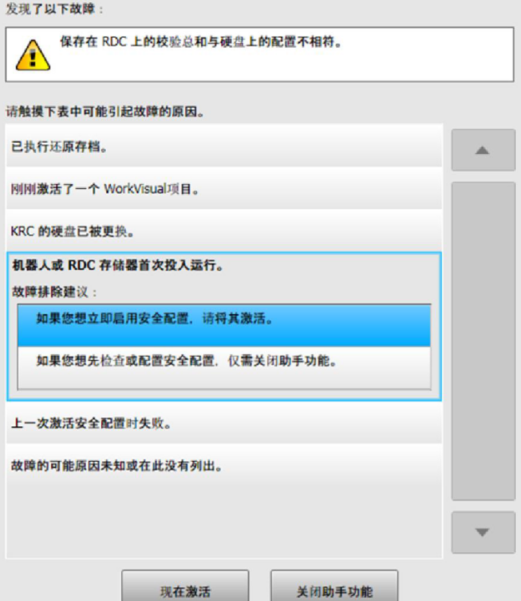 发现了以下故障：
保存在 RDC 上的校验总和与硬盘上的配置不相符。
请触摸下表中可能引起故障的原因。
已执行还原存档。
刚刚激活了一个 WorkVisual项目。
KRC 的硬盘已被更换。
机器人或 RDC 存储器首次投入运行。
故障排除建议：
如果您想立即启用安全配置，请将其激活。
如果您想先检查或配置安全配置，仅需关闭助手功能。
上一次激活安全配置时失败。
故障的可能原因未知或在此没有列出。
现在激活
关闭助手功能